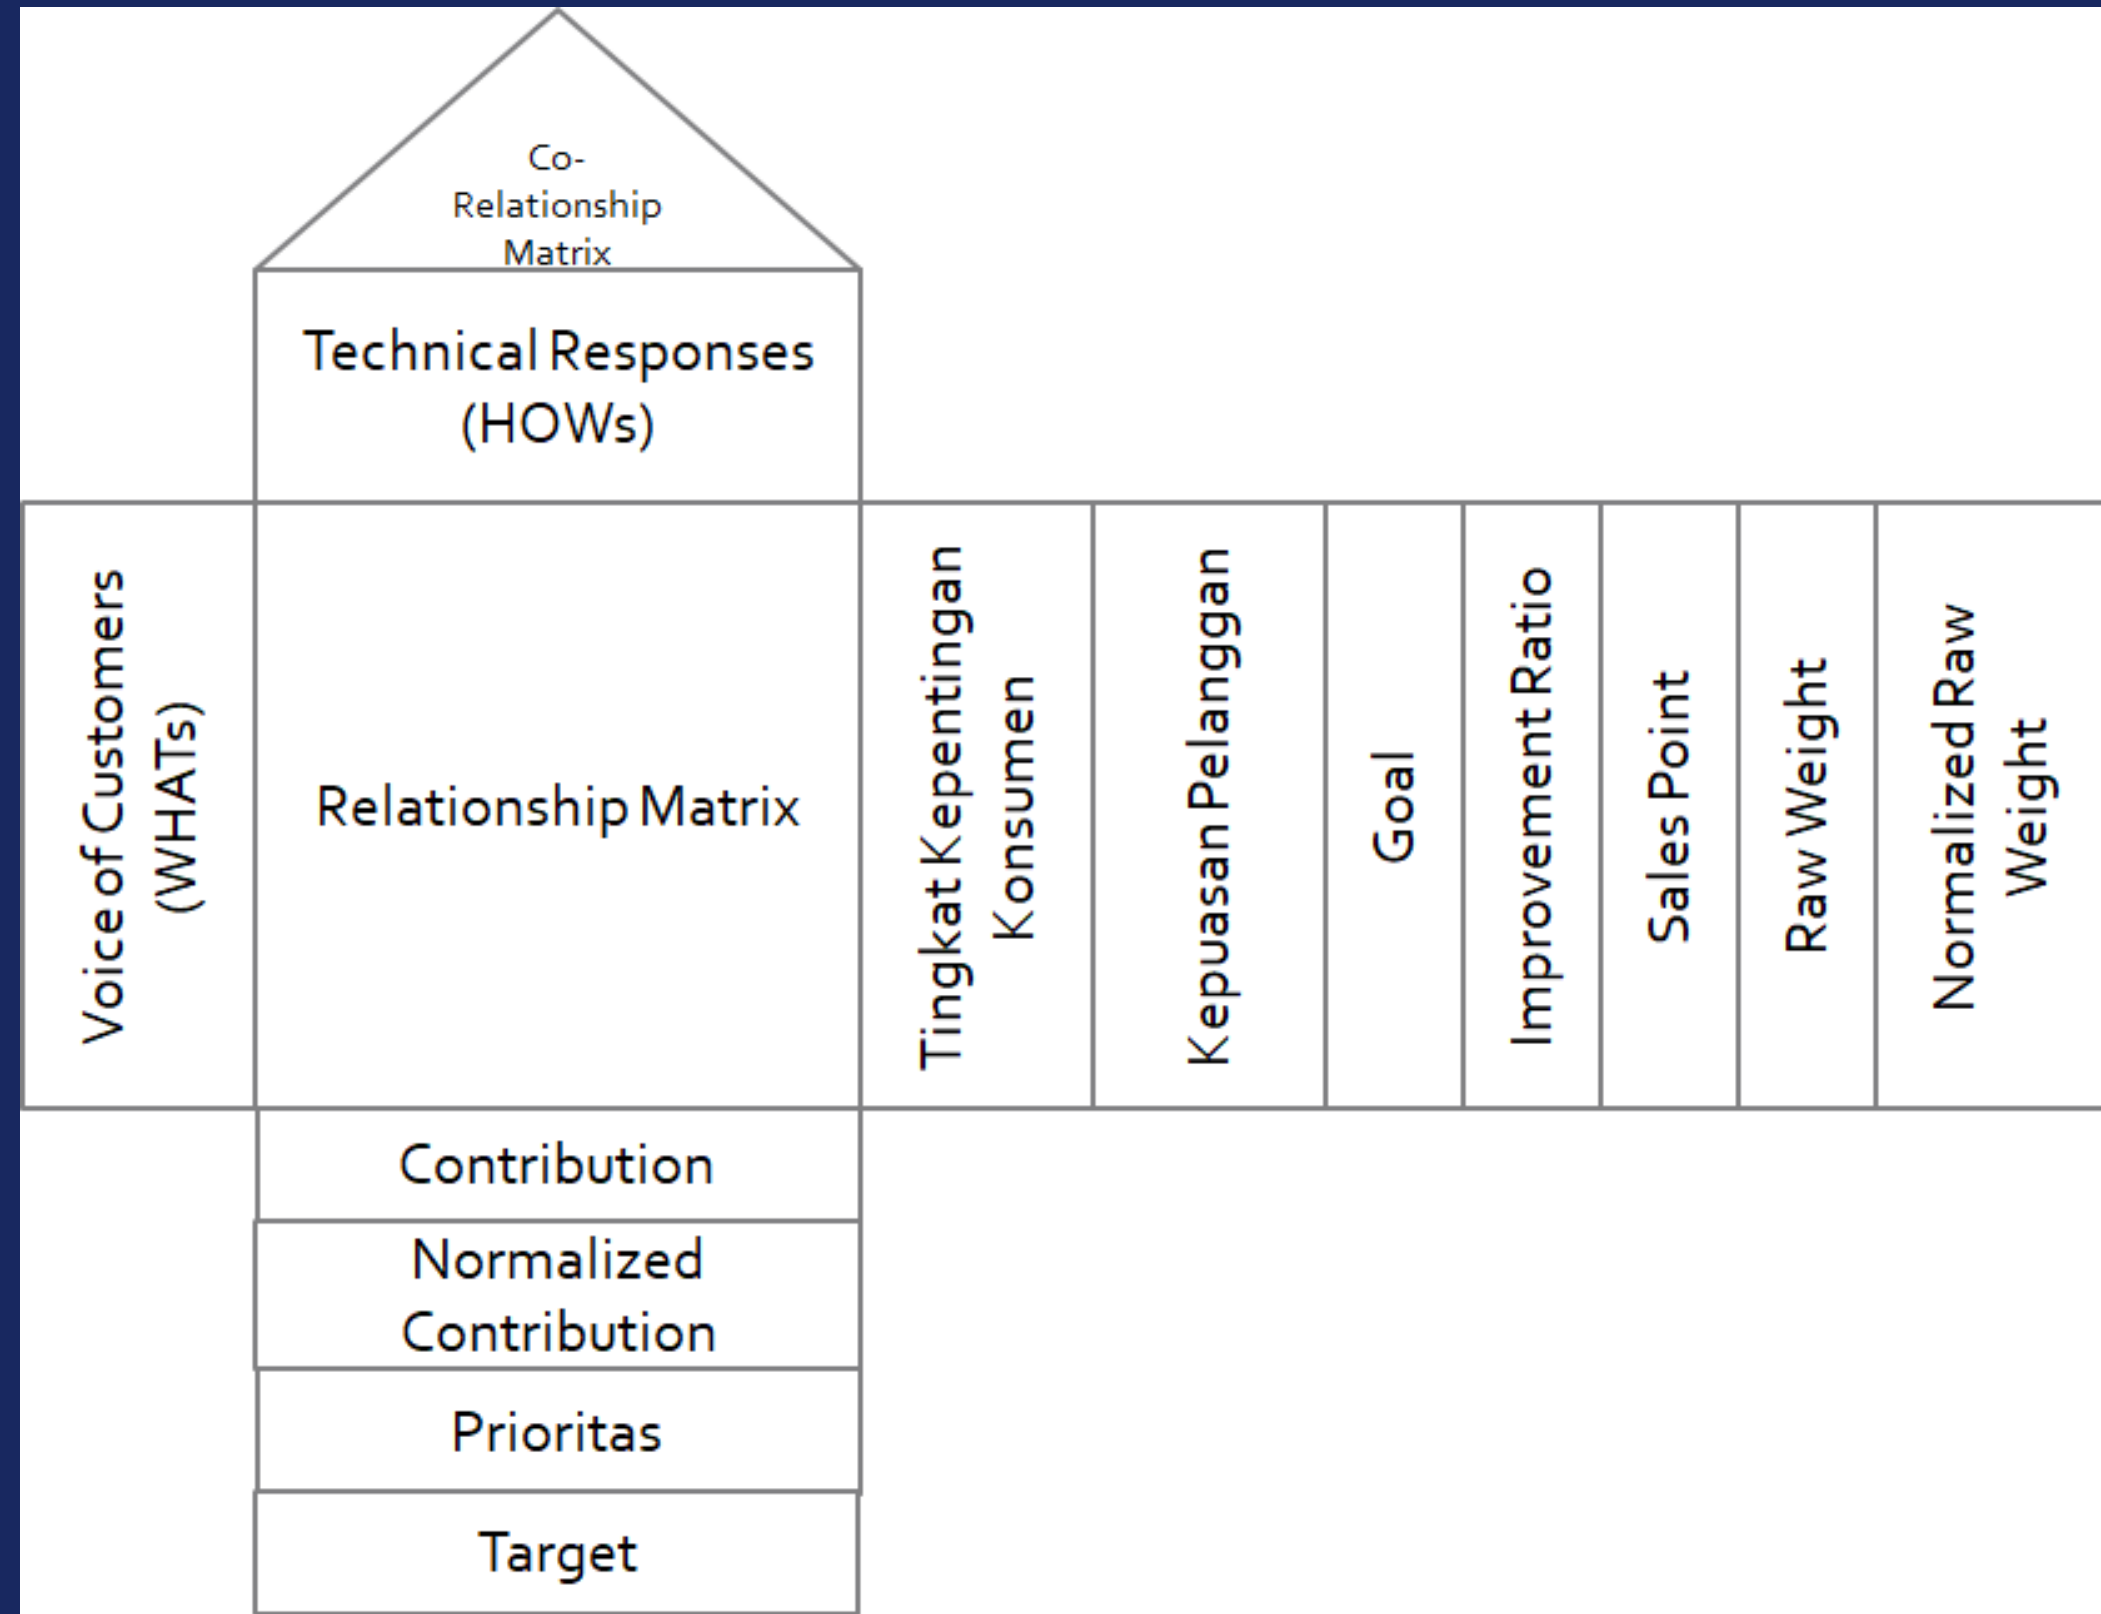 Co-
Relationship
Matrix
Technical Responses
(HOWs)
Voice of Customers
(WHATs)
Relationship Matrix
Tingkat Kepentingan
Konsumen
Kepuasan Pelanggan
Goal
Improvement Ratio
Sales Point
Raw Weight
Normalized Raw
Weight
Contribution
Normalized
Contribution
Prioritas
Target